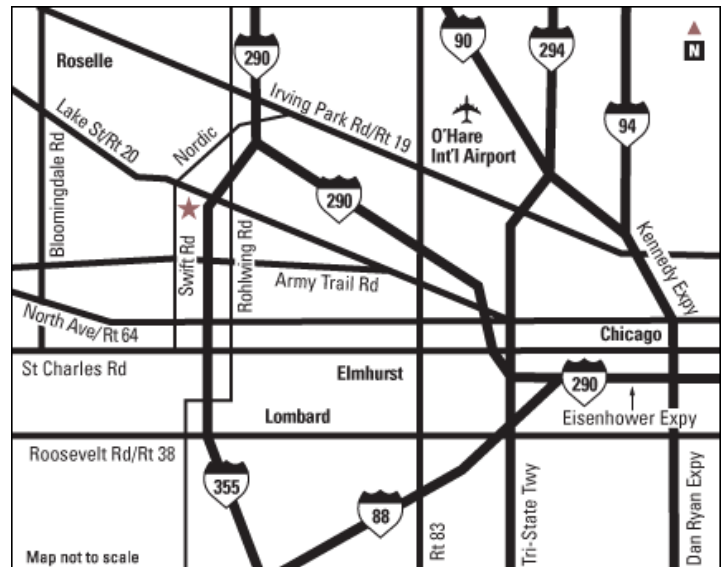 290
90
294
N
Roselle
Irving Park Rd/Rt 19
O'Hare
Int'l Airport
94
Lake St/Rt 20
Nordic
290
Bloomingdale Rd
Swift Rd
Rohlwing Rd
Army Trail Rd
Kennedy Expy
North Ave/Rt 64
Chicago
St Charles Rd
Elmhurst
290
Eisenhower Expy
Lombard
Roosevelt Rd/Rt 38
355
88
Rt 83
Tri-State Twy
Dan Ryan Expy
Map not to scale